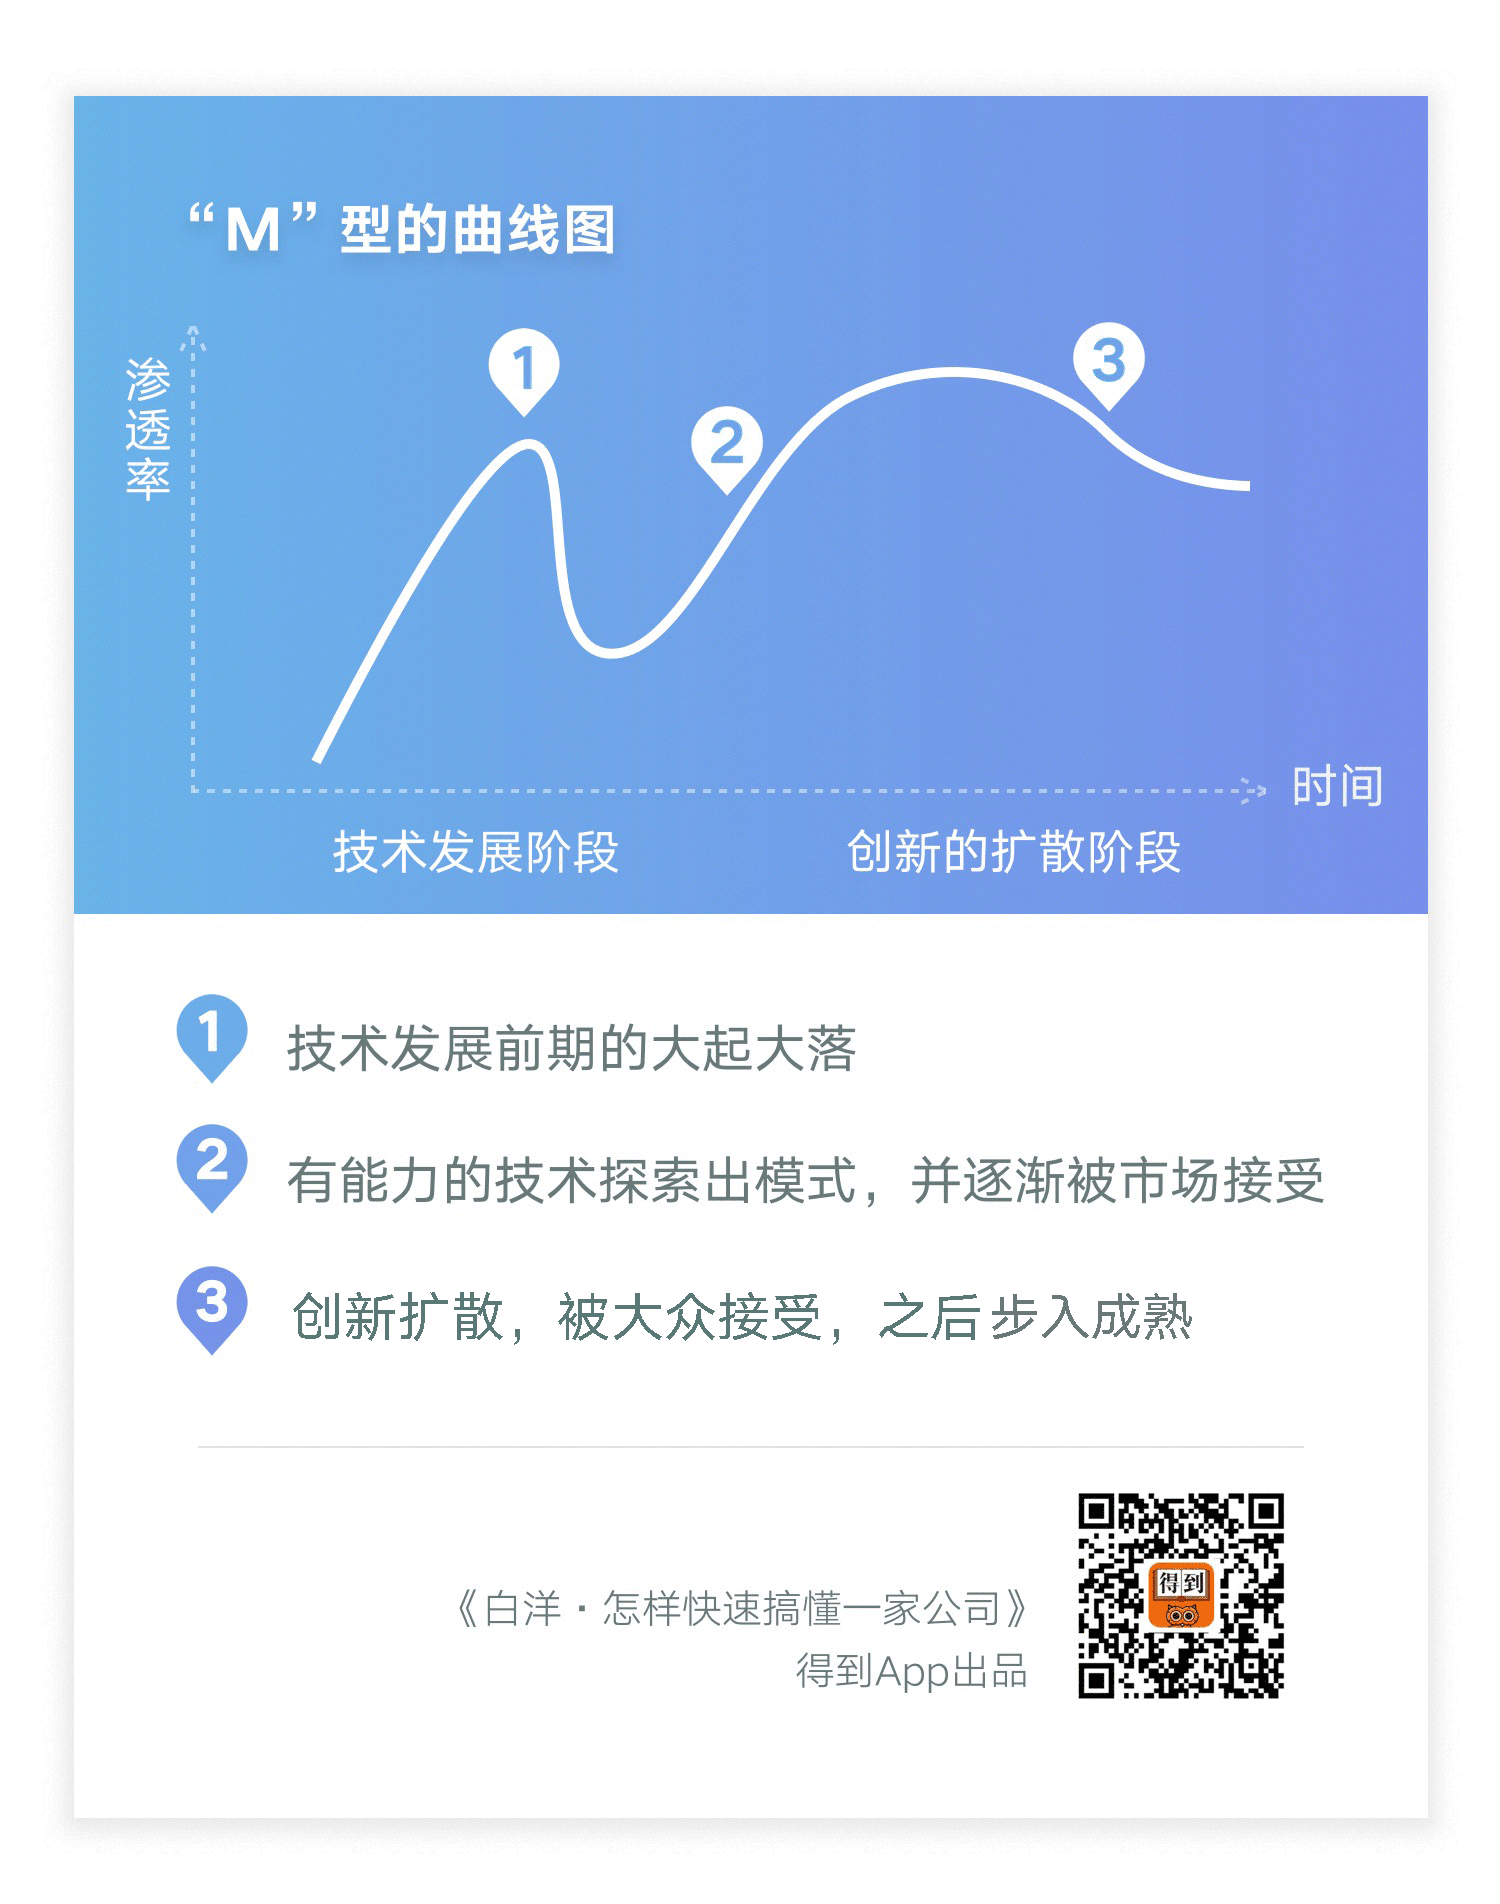 “M”型的曲线图
渗透率
1
2
3
时间
技术发展阶段
创新的扩散阶段
1 技术发展前期的大起大落
2 有能力的技术探索出模式，并逐渐被市场接受
3 创新扩散，被大众接受，之后步入成熟
《白洋·怎样快速搞懂一家公司》
得到App出品
得到